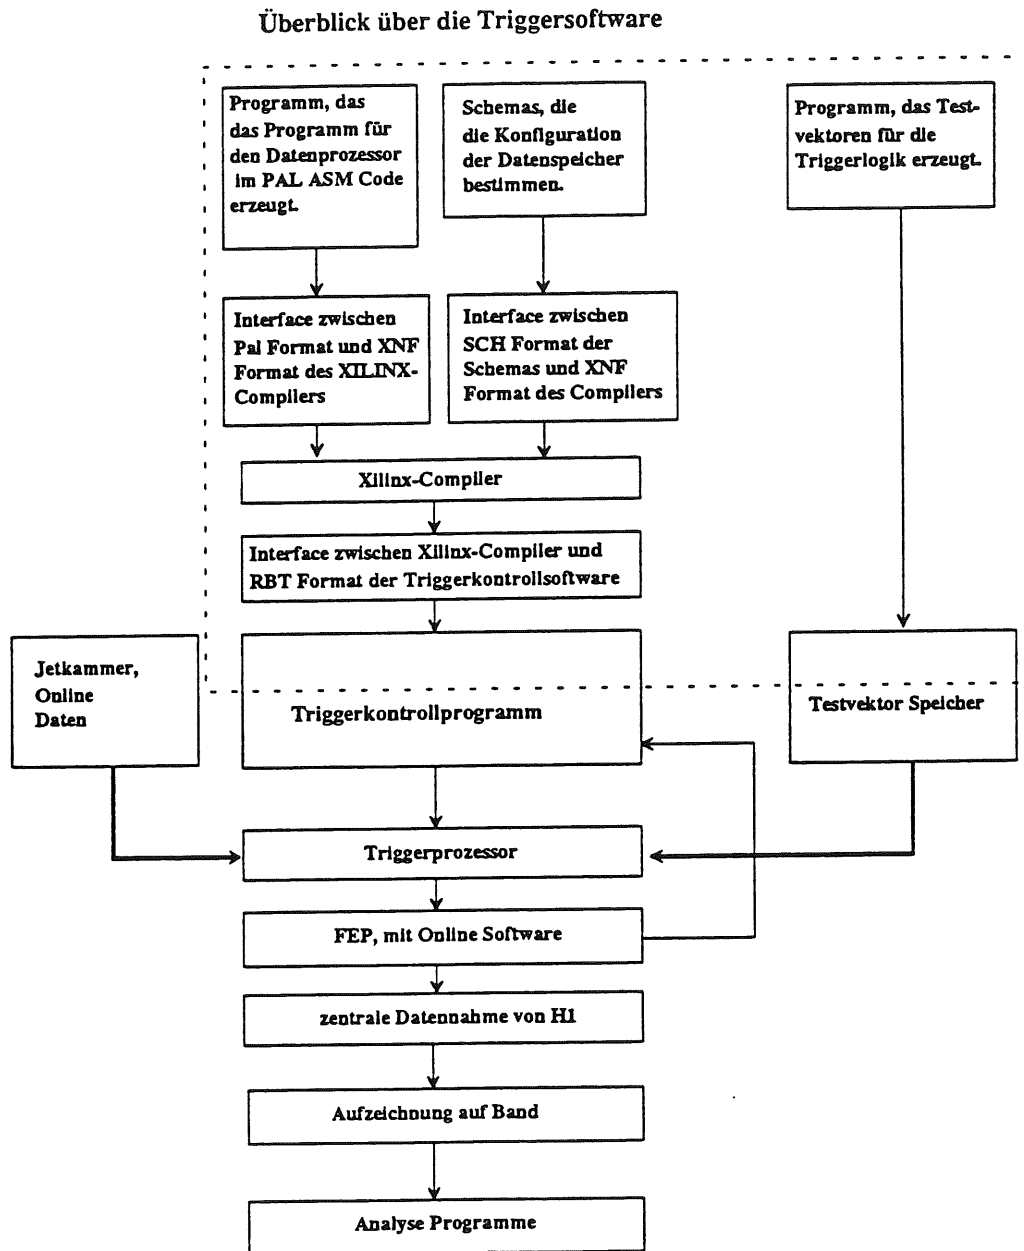 Überblick über die Triggersoftware
Programm, das
das Programm für
den Datenprozessor
im PAL ASM Code
erzeugt.
Schemas, die
die Konfiguration
der Datenspeicher
bestimmen.
Programm, das Test-
vektoren für die
Triggerlogik erzeugt.
Interface zwischen
Pal Format und XNF
Format des XILINX-
Compilers
Interface zwischen
SCH Format der
Schemas und XNF
Format des Compilers
Xilinx-Compiler
Interface zwischen Xilinx-Compiler und
RBT Format der Triggerkontrollsoftware
Jetkammer,
Online
Daten
Triggerkontrollprogramm
Testvektor Speicher
Triggerprozessor
FEP, mit Online Software
zentrale Datennahme von H1
Aufzeichnung auf Band
Analyse Programme